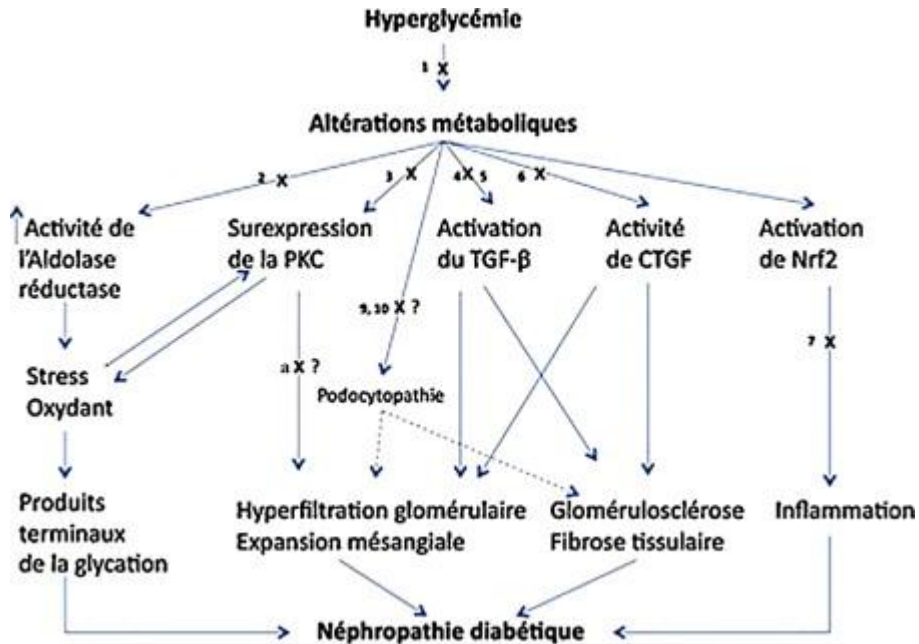 Hyperglycémie
1 X
Altérations métaboliques
2 X
3 X
4 X 5
6 X
Activité de
l'Aldolase
réductase
Surexpression
de la PKC
Activation
du TGF-β
Activité
de CTGF
Activation
de Nrf2
9, 10 X ?
7 X
a X ?
Stress
Oxydant
Podocytopathie
Produits
terminaux
de la glycation
Hyperfiltration glomérulaire
Expansion mésangiale
Glomérulosclérose
Fibrose tissulaire
Inflammation
Néphropathie diabétique